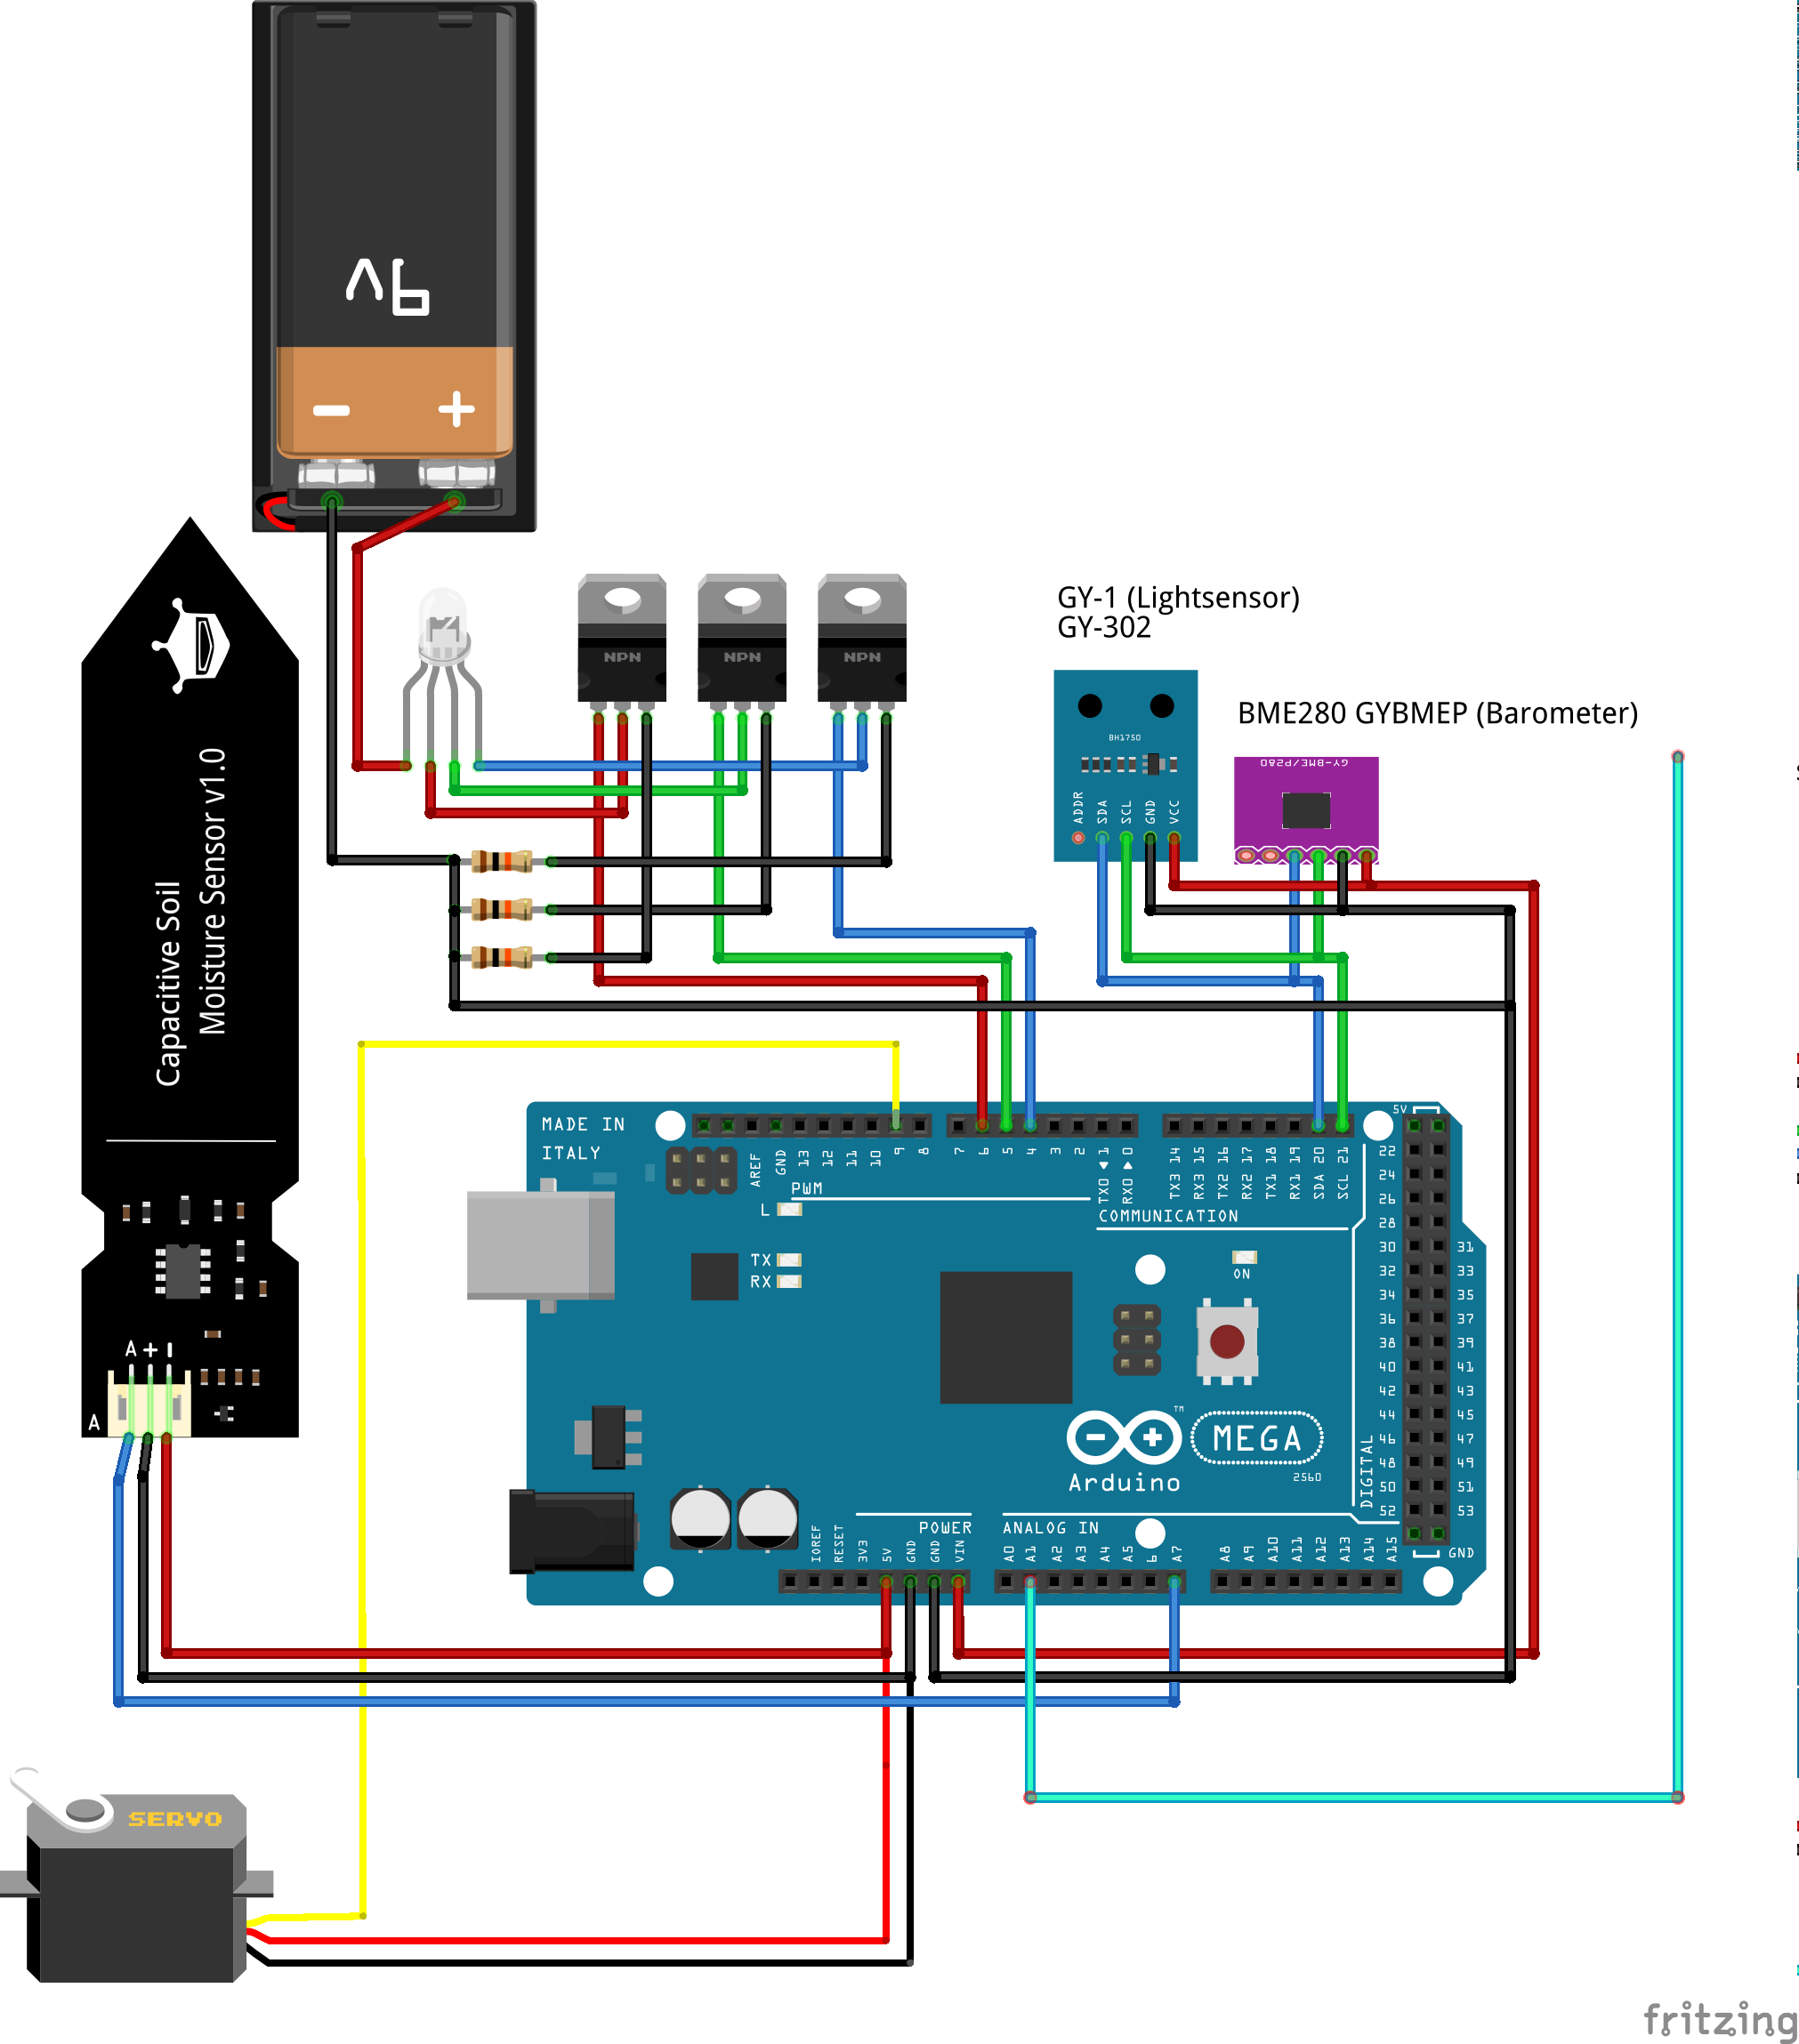 9V
− +
NPN NPN NPN
GY-1 (Lightsensor)
GY-302
BH1750
ADDR SDA SCL GND VCC
BME280 GYBMEP (Barometer)
GY-BME/P280
Capacitive Soil
Moisture Sensor v1.0
A + −
A
MADE IN
ITALY
AREF GND 13 12 11 10 9 8
7 6 5 4 3 2 TX0 1 RX0 0
TX3 14 RX3 15 TX2 16 RX2 17 TX1 18 RX1 19 SDA 20 SCL 21
PWM
COMMUNICATION
L
TX
RX
ON
5V
22
24
26
28
30 31
32 33
34 35
36 37
38 39
40 41
42 43
44 45
46 47
48 49
50 51
52 53
GND
DIGITAL
TM
MEGA
Arduino
2560
POWER
ANALOG IN
IOREF RESET 3V3 5V GND GND VIN
A0 A1 A2 A3 A4 A5 6 A7
A8 A9 A10 A11 A12 A13 A14 A15
SERVO
fritzing